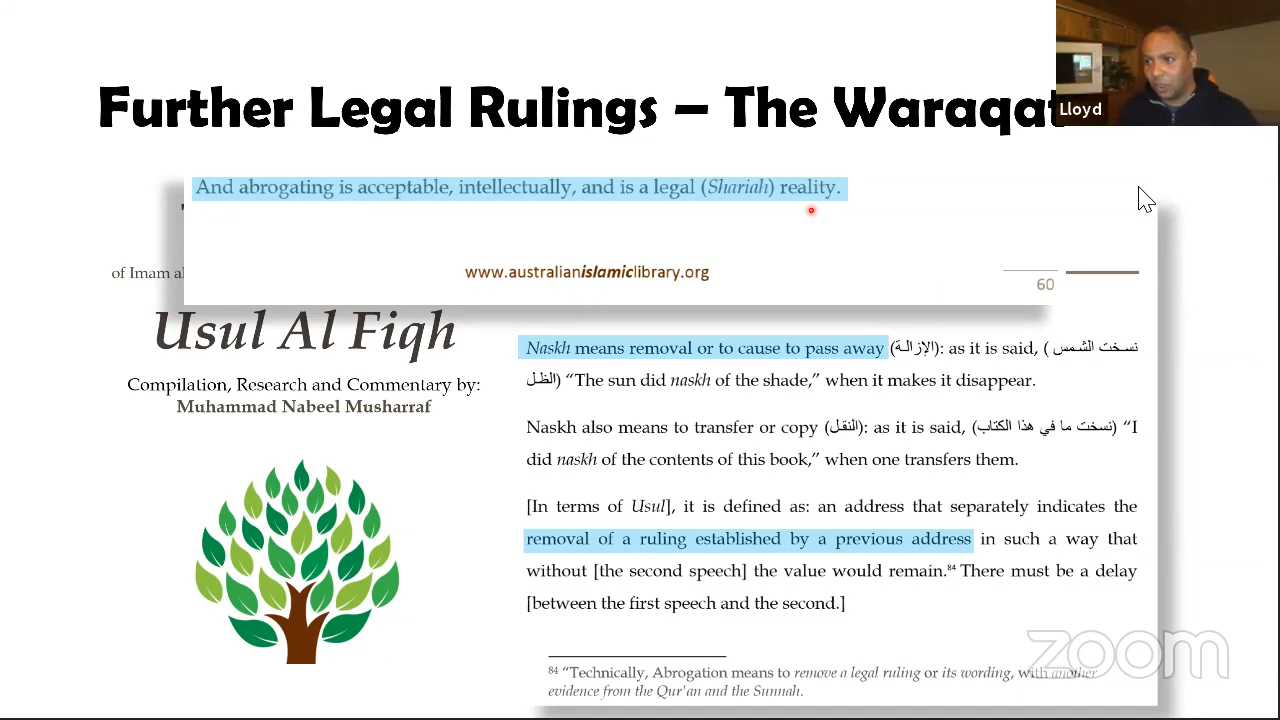 Further Legal Rulings – The Waraqat
Lloyd
And abrogating is acceptable, intellectually, and is a legal (Shariah) reality.
www.australianislamiclibrary.org
60
of Imam al
Usul Al Fiqh
Compilation, Research and Commentary by:
Muhammad Nabeel Musharraf
Naskh means removal or to cause to pass away (الإزالة): as it is said, (نسخت الشمس
الظل) “The sun did naskh of the shade,” when it makes it disappear.
Naskh also means to transfer or copy (النقل): as it is said, (نسخت ما في هذا الكتاب) “I
did naskh of the contents of this book,” when one transfers them.
[In terms of Usul], it is defined as: an address that separately indicates the
removal of a ruling established by a previous address in such a way that
without [the second speech] the value would remain.84 There must be a delay
[between the first speech and the second.]
84 “Technically, Abrogation means to remove a legal ruling or its wording, with another
evidence from the Qur'an and the Sunnah.
zoom